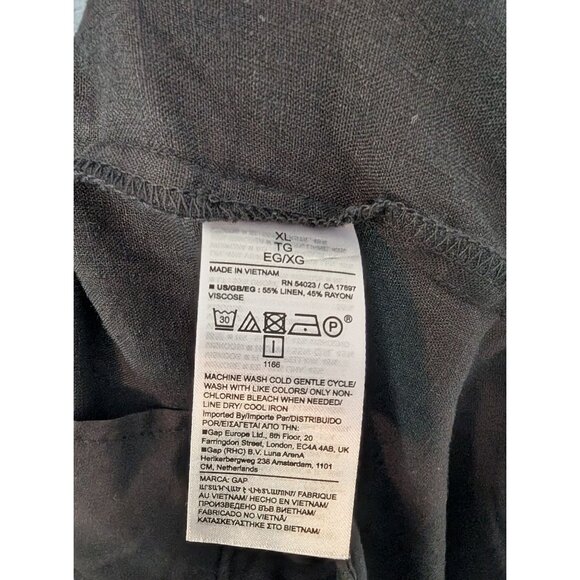 XL
TG
EG/XG
MADE IN VIETNAM
RN 54023 / CA 17897
■ US/GB/EG : 55% LINEN, 45% RAYON/
VISCOSE
30 P ®
1166
MACHINE WASH COLD GENTLE CYCLE/
WASH WITH LIKE COLORS/ ONLY NON-
CHLORINE BLEACH WHEN NEEDED/
LINE DRY/ COOL IRON
Imported By/Importe Par/DISTRIBUIDO
POR/ΕΙΣΑΓΕΤΑΙ ΑΠΟ ΤΗΝ:
■ Gap Europe Ltd., 8th Floor, 20
Farringdon Street, London, EC4A 4AB, UK
■ Gap (RHC) B.V. Luna ArenA
Herikerbergweg 238 Amsterdam, 1101
CM, Netherlands
MARCA: GAP
FABRIQUÉ
AU VIETNAM/ HECHO EN VIETNAM/
ПРОИЗВЕДЕНО ВЪВ ВИЕТНАМ/
FABRICADO NO VIETNÃ/
ΚΑΤΑΣΚΕΥΑΣΤΗΚΕ ΣΤΟ ΒΙΕΤΝΑΜ